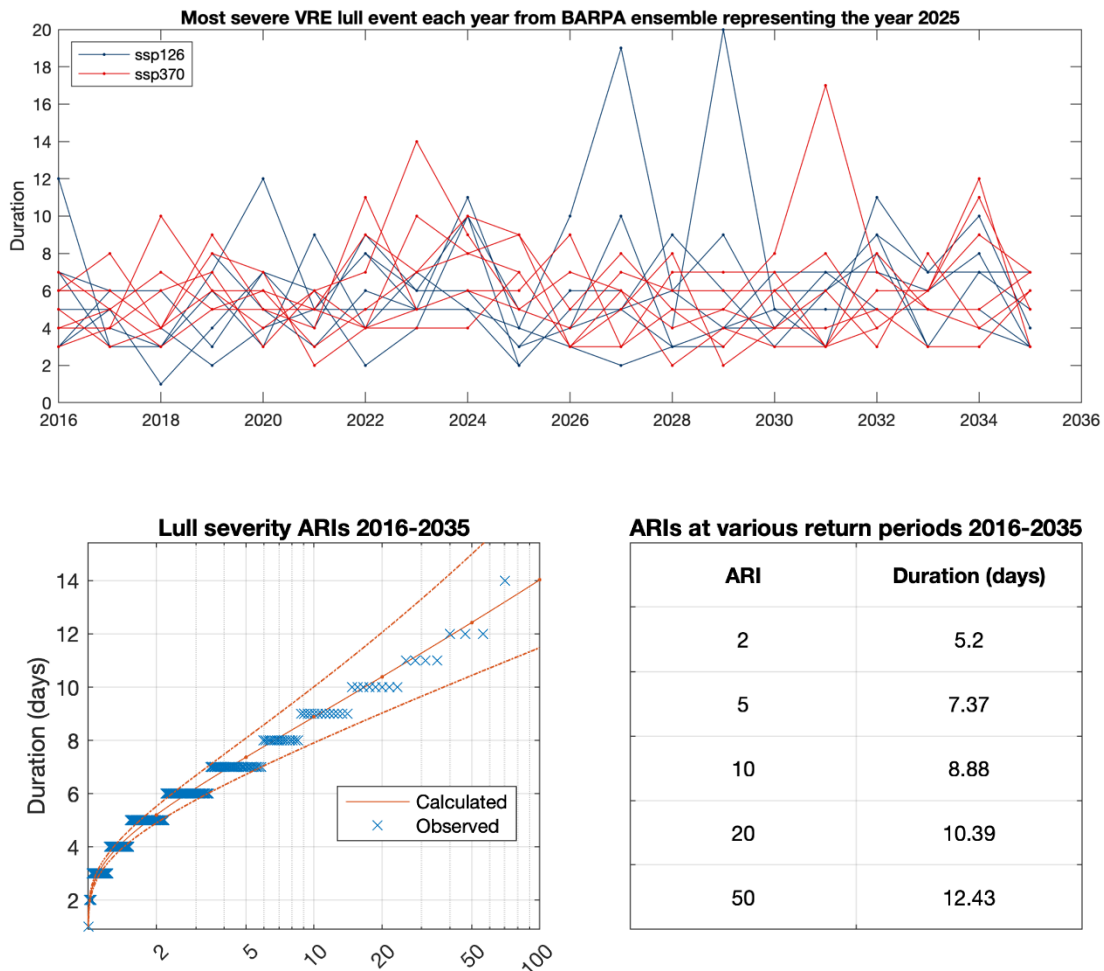 Most severe VRE lull event each year from BARPA ensemble representing the year 2025
20
18
16
14
12
10
8
6
4
2
0
Duration
ssp126
ssp370
2016 2018 2020 2022 2024 2026 2028 2030 2032 2034 2036
Lull severity ARIs 2016-2035
14
12
10
8
6
4
2
Duration (days)
Calculated
Observed
2 5 10 20 50 100
ARIs at various return periods 2016-2035
ARI Duration (days)
2 5.2
5 7.37
10 8.88
20 10.39
50 12.43